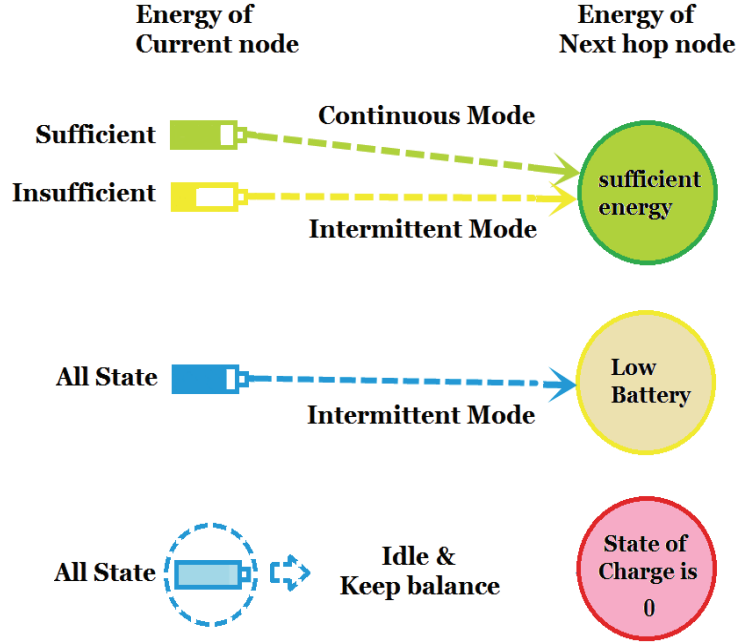 Energy of
Current node
Energy of
Next hop node
Continuous Mode
Sufficient
Insufficient
sufficient
energy
Intermittent Mode
All State
Low
Battery
Intermittent Mode
All State
Idle &
Keep balance
State of
Charge is
0